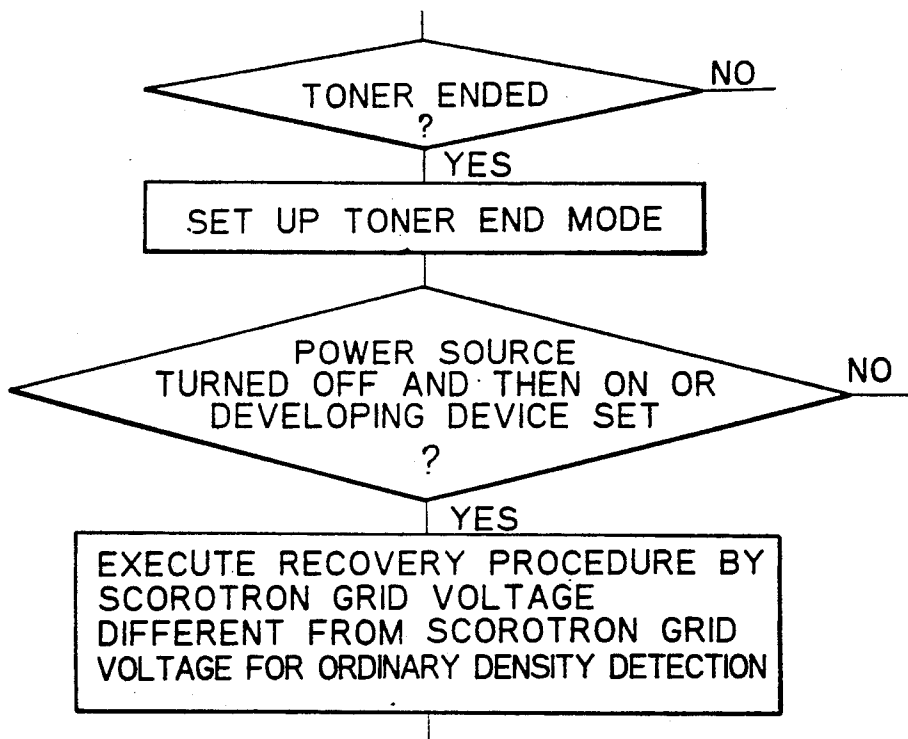 TONER ENDED
?
NO
YES
SET UP TONER END MODE
POWER SOURCE
TURNED OFF AND THEN ON OR
DEVELOPING DEVICE SET
?
NO
YES
EXECUTE RECOVERY PROCEDURE BY
SCOROTRON GRID VOLTAGE
DIFFERENT FROM SCOROTRON GRID
VOLTAGE FOR ORDINARY DENSITY DETECTION